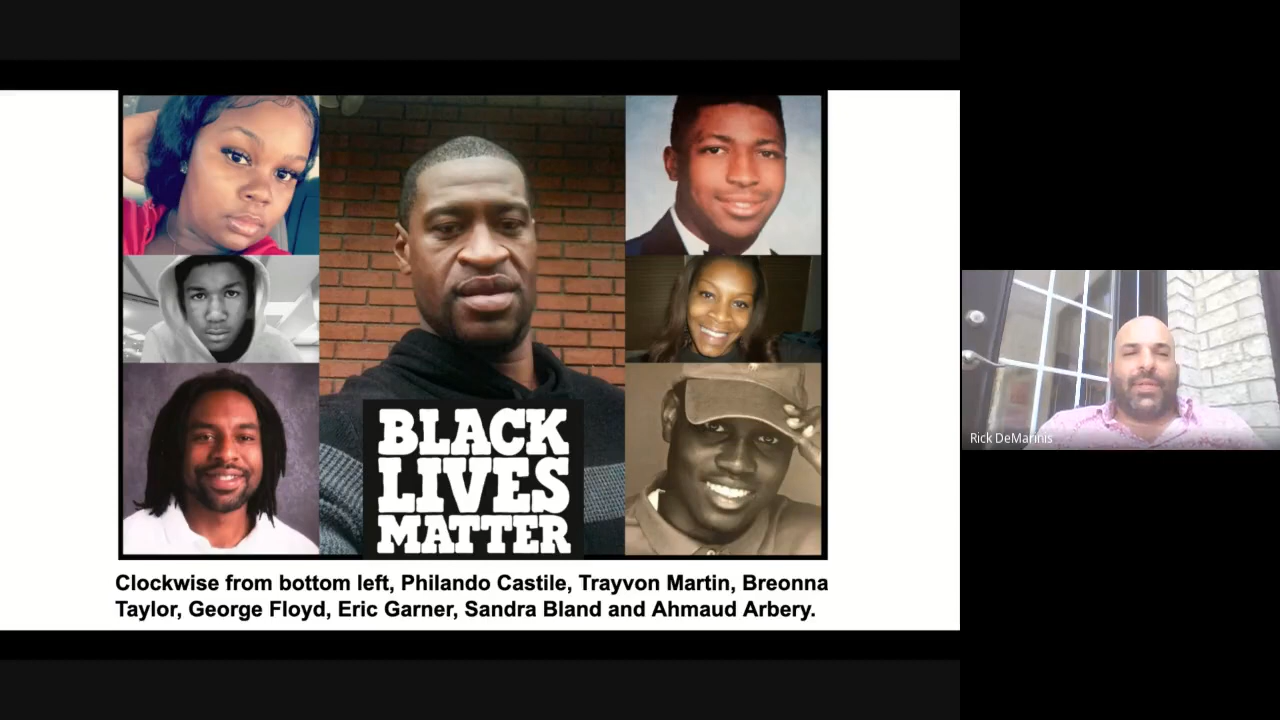 BLACK
LIVES
MATTER
Clockwise from bottom left, Philando Castile, Trayvon Martin, Breonna
Taylor, George Floyd, Eric Garner, Sandra Bland and Ahmaud Arbery.
Rick DeMarinis